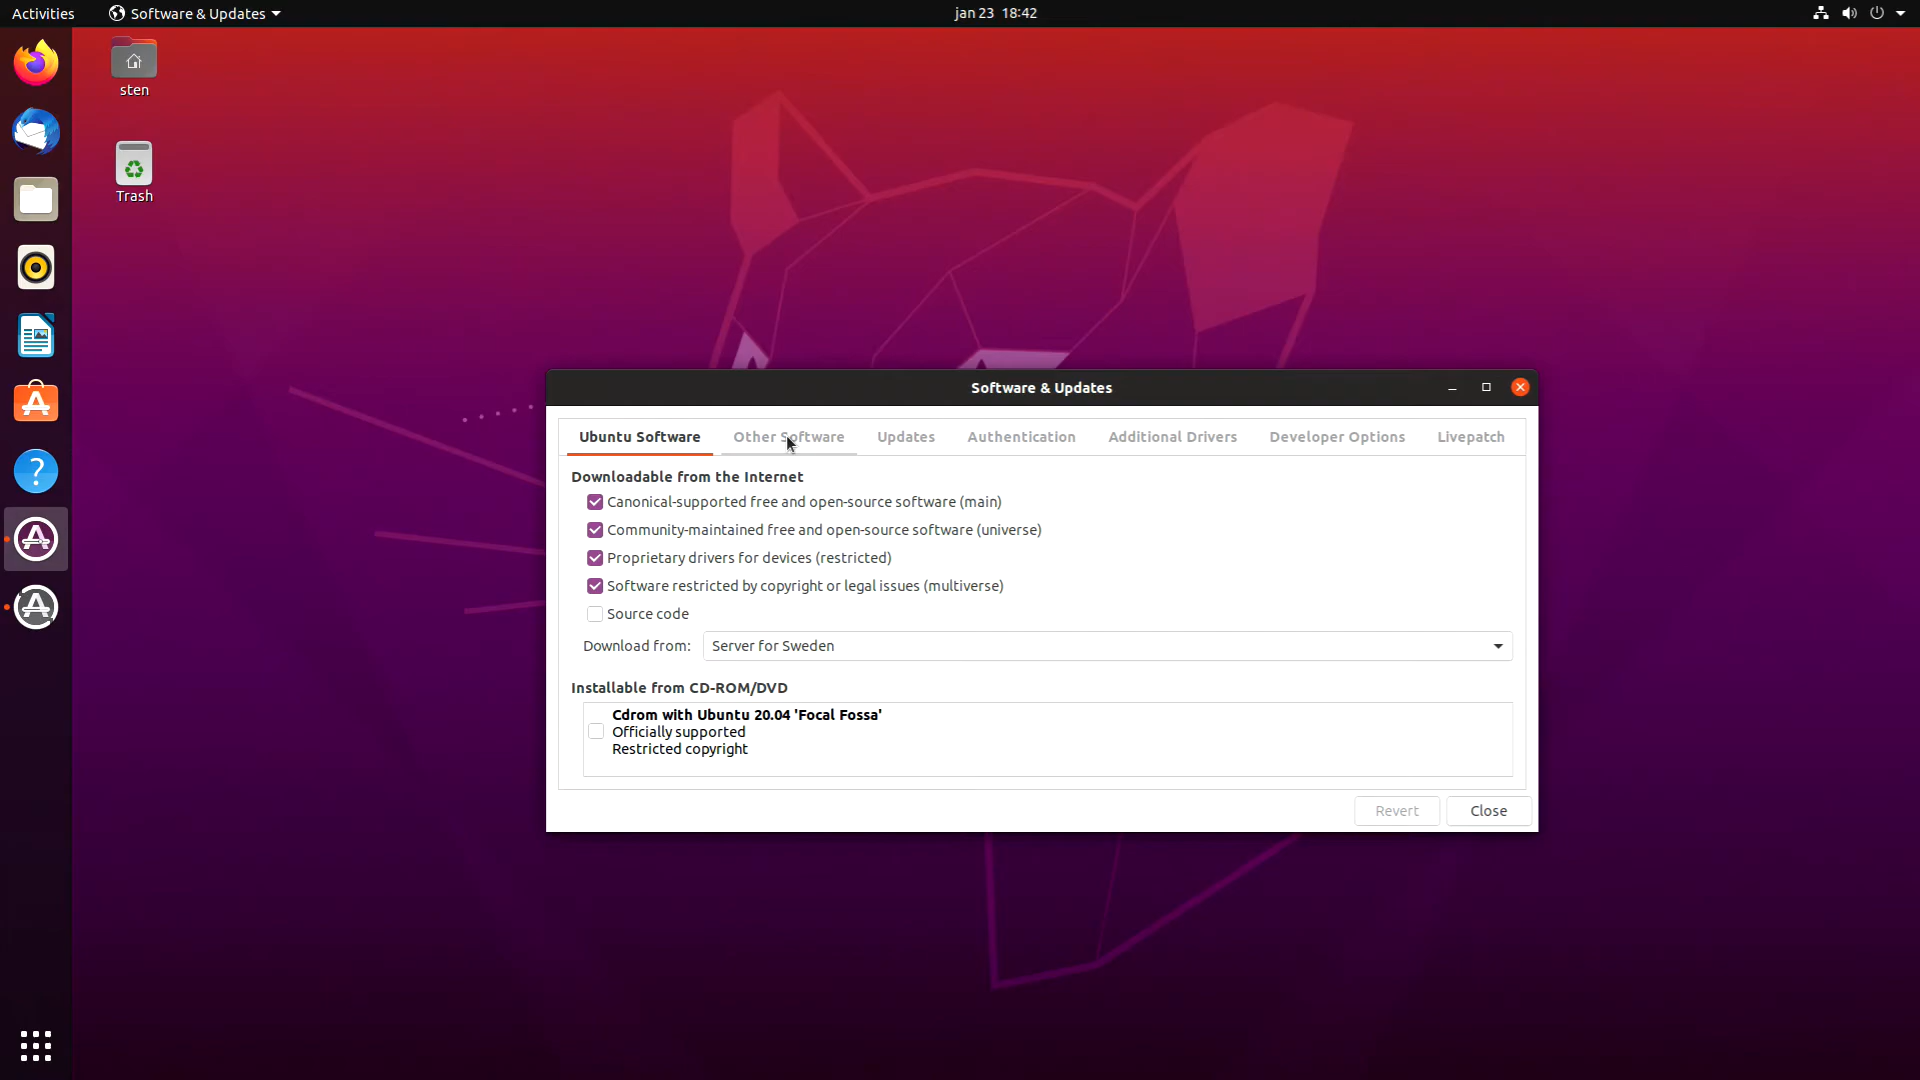 Activities
Software & Updates
jan 23 18:42
sten
Trash
Software & Updates
Ubuntu Software
Other Software
Updates
Authentication
Additional Drivers
Developer Options
Livepatch
Downloadable from the Internet
Canonical-supported free and open-source software (main)
Community-maintained free and open-source software (universe)
Proprietary drivers for devices (restricted)
Software restricted by copyright or legal issues (multiverse)
Source code
Download from: Server for Sweden
Installable from CD-ROM/DVD
Cdrom with Ubuntu 20.04 'Focal Fossa'
Officially supported
Restricted copyright
Revert
Close